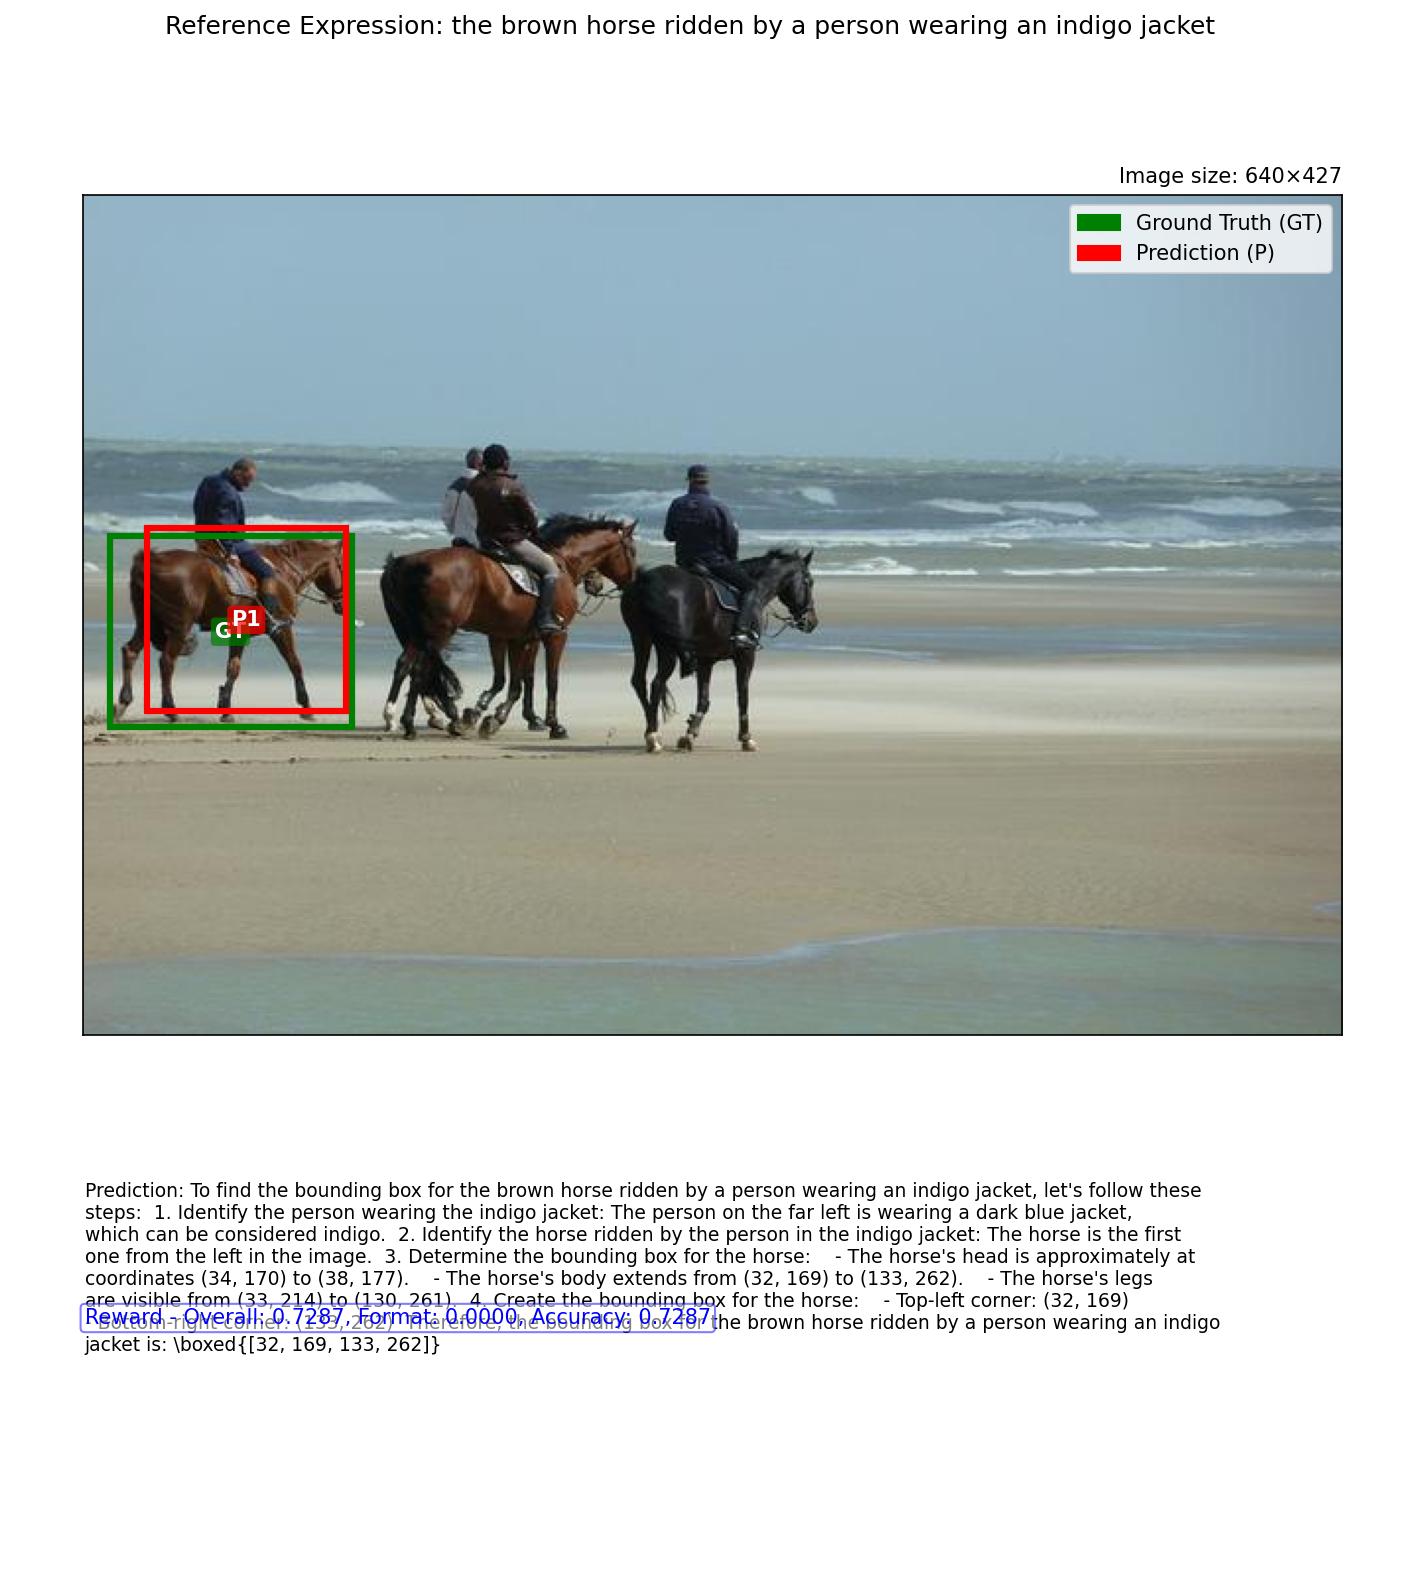 Reference Expression: the brown horse ridden by a person wearing an indigo jacket
Image size: 640×427
Ground Truth (GT)
Prediction (P)
P1
GT
Prediction: To find the bounding box for the brown horse ridden by a person wearing an indigo jacket, let's follow these
steps:  1. Identify the person wearing the indigo jacket: The person on the far left is wearing a dark blue jacket,
which can be considered indigo.  2. Identify the horse ridden by the person in the indigo jacket: The horse is the first
one from the left in the image.  3. Determine the bounding box for the horse:    - The horse's head is approximately at
coordinates (34, 170) to (38, 177).    - The horse's body extends from (32, 169) to (133, 262).    - The horse's legs
are visible from (33, 214) to (130, 261).  4. Create the bounding box for the horse:    - Top-left corner: (32, 169)
Reward - Overall: 0.7287, Format: 0.0000, Accuracy: 0.7287
- Bottom-right corner: (133, 262)  Therefore, the bounding box for the brown horse ridden by a person wearing an indigo
jacket is: \boxed{[32, 169, 133, 262]}